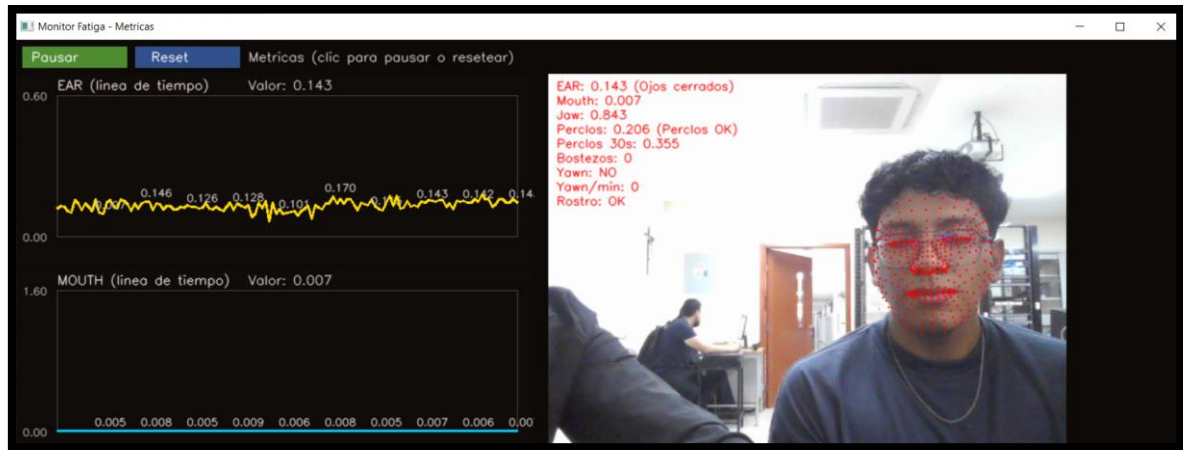 Monitor Fatiga - Metricas
Pausar Reset Metricas (clic para pausar o resetear)
EAR (linea de tiempo) Valor: 0.143
0.60
0.146 0.126 0.128 0.101 0.170 0.143 0.142 0.14
0.00
MOUTH (linea de tiempo) Valor: 0.007
1.60
0.005 0.008 0.005 0.009 0.006 0.008 0.005 0.007 0.006 0.00
0.00
EAR: 0.143 (Ojos cerrados)
Mouth: 0.007
Jaw: 0.843
Perclos: 0.206 (Perclos OK)
Perclos 30s: 0.355
Bostezos: 0
Yawn: NO
Yawn/min: 0
Rostro: OK